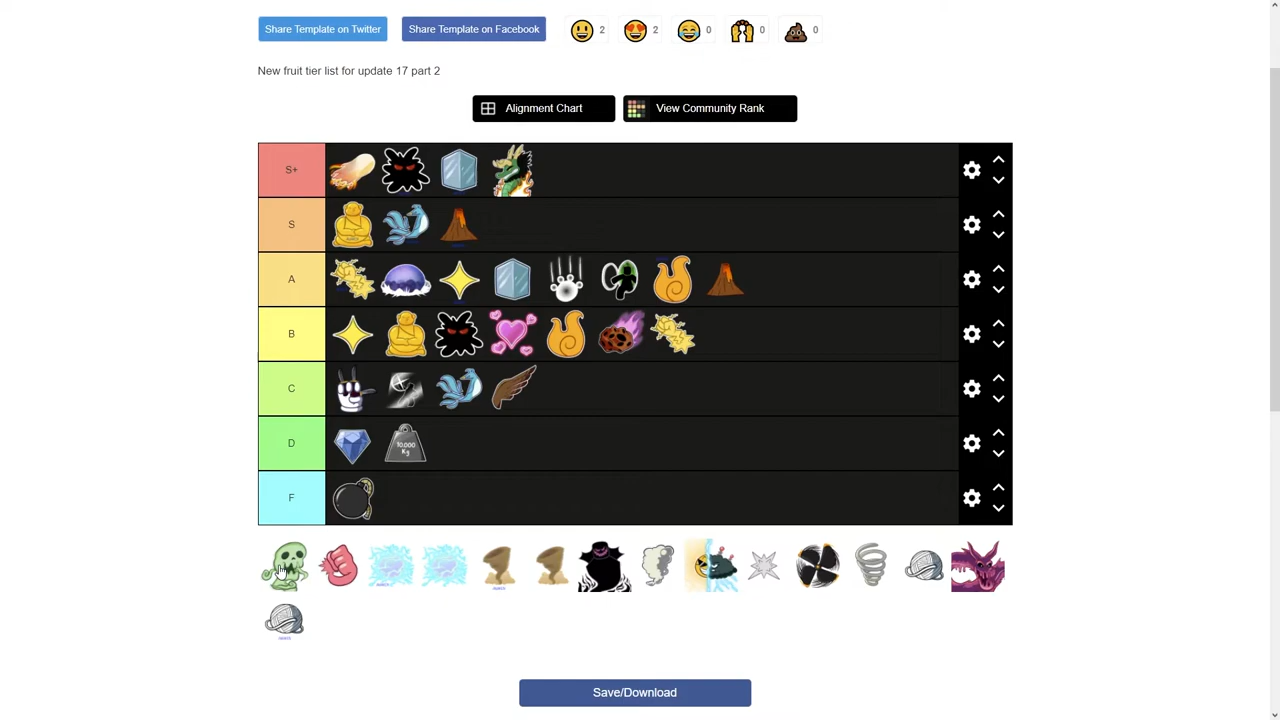 Share Template on Twitter
Share Template on Facebook
2
2
0
0
0
New fruit tier list for update 17 part 2
Alignment Chart
View Community Rank
S+
S
A
B
C
D
10.000
Kg
F
Save/Download